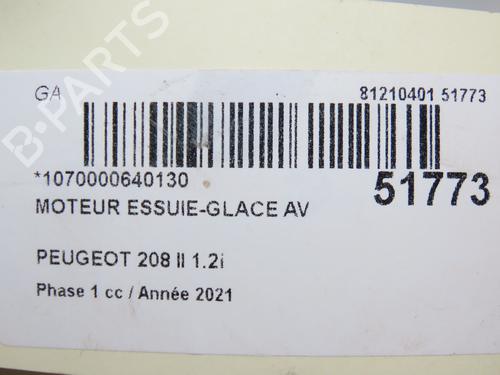 GA
81210401 51773
*1070000640130
51773
MOTEUR ESSUIE-GLACE AV
PEUGEOT 208 II 1.2i
Phase 1 cc / Année 2021
B-PARTS